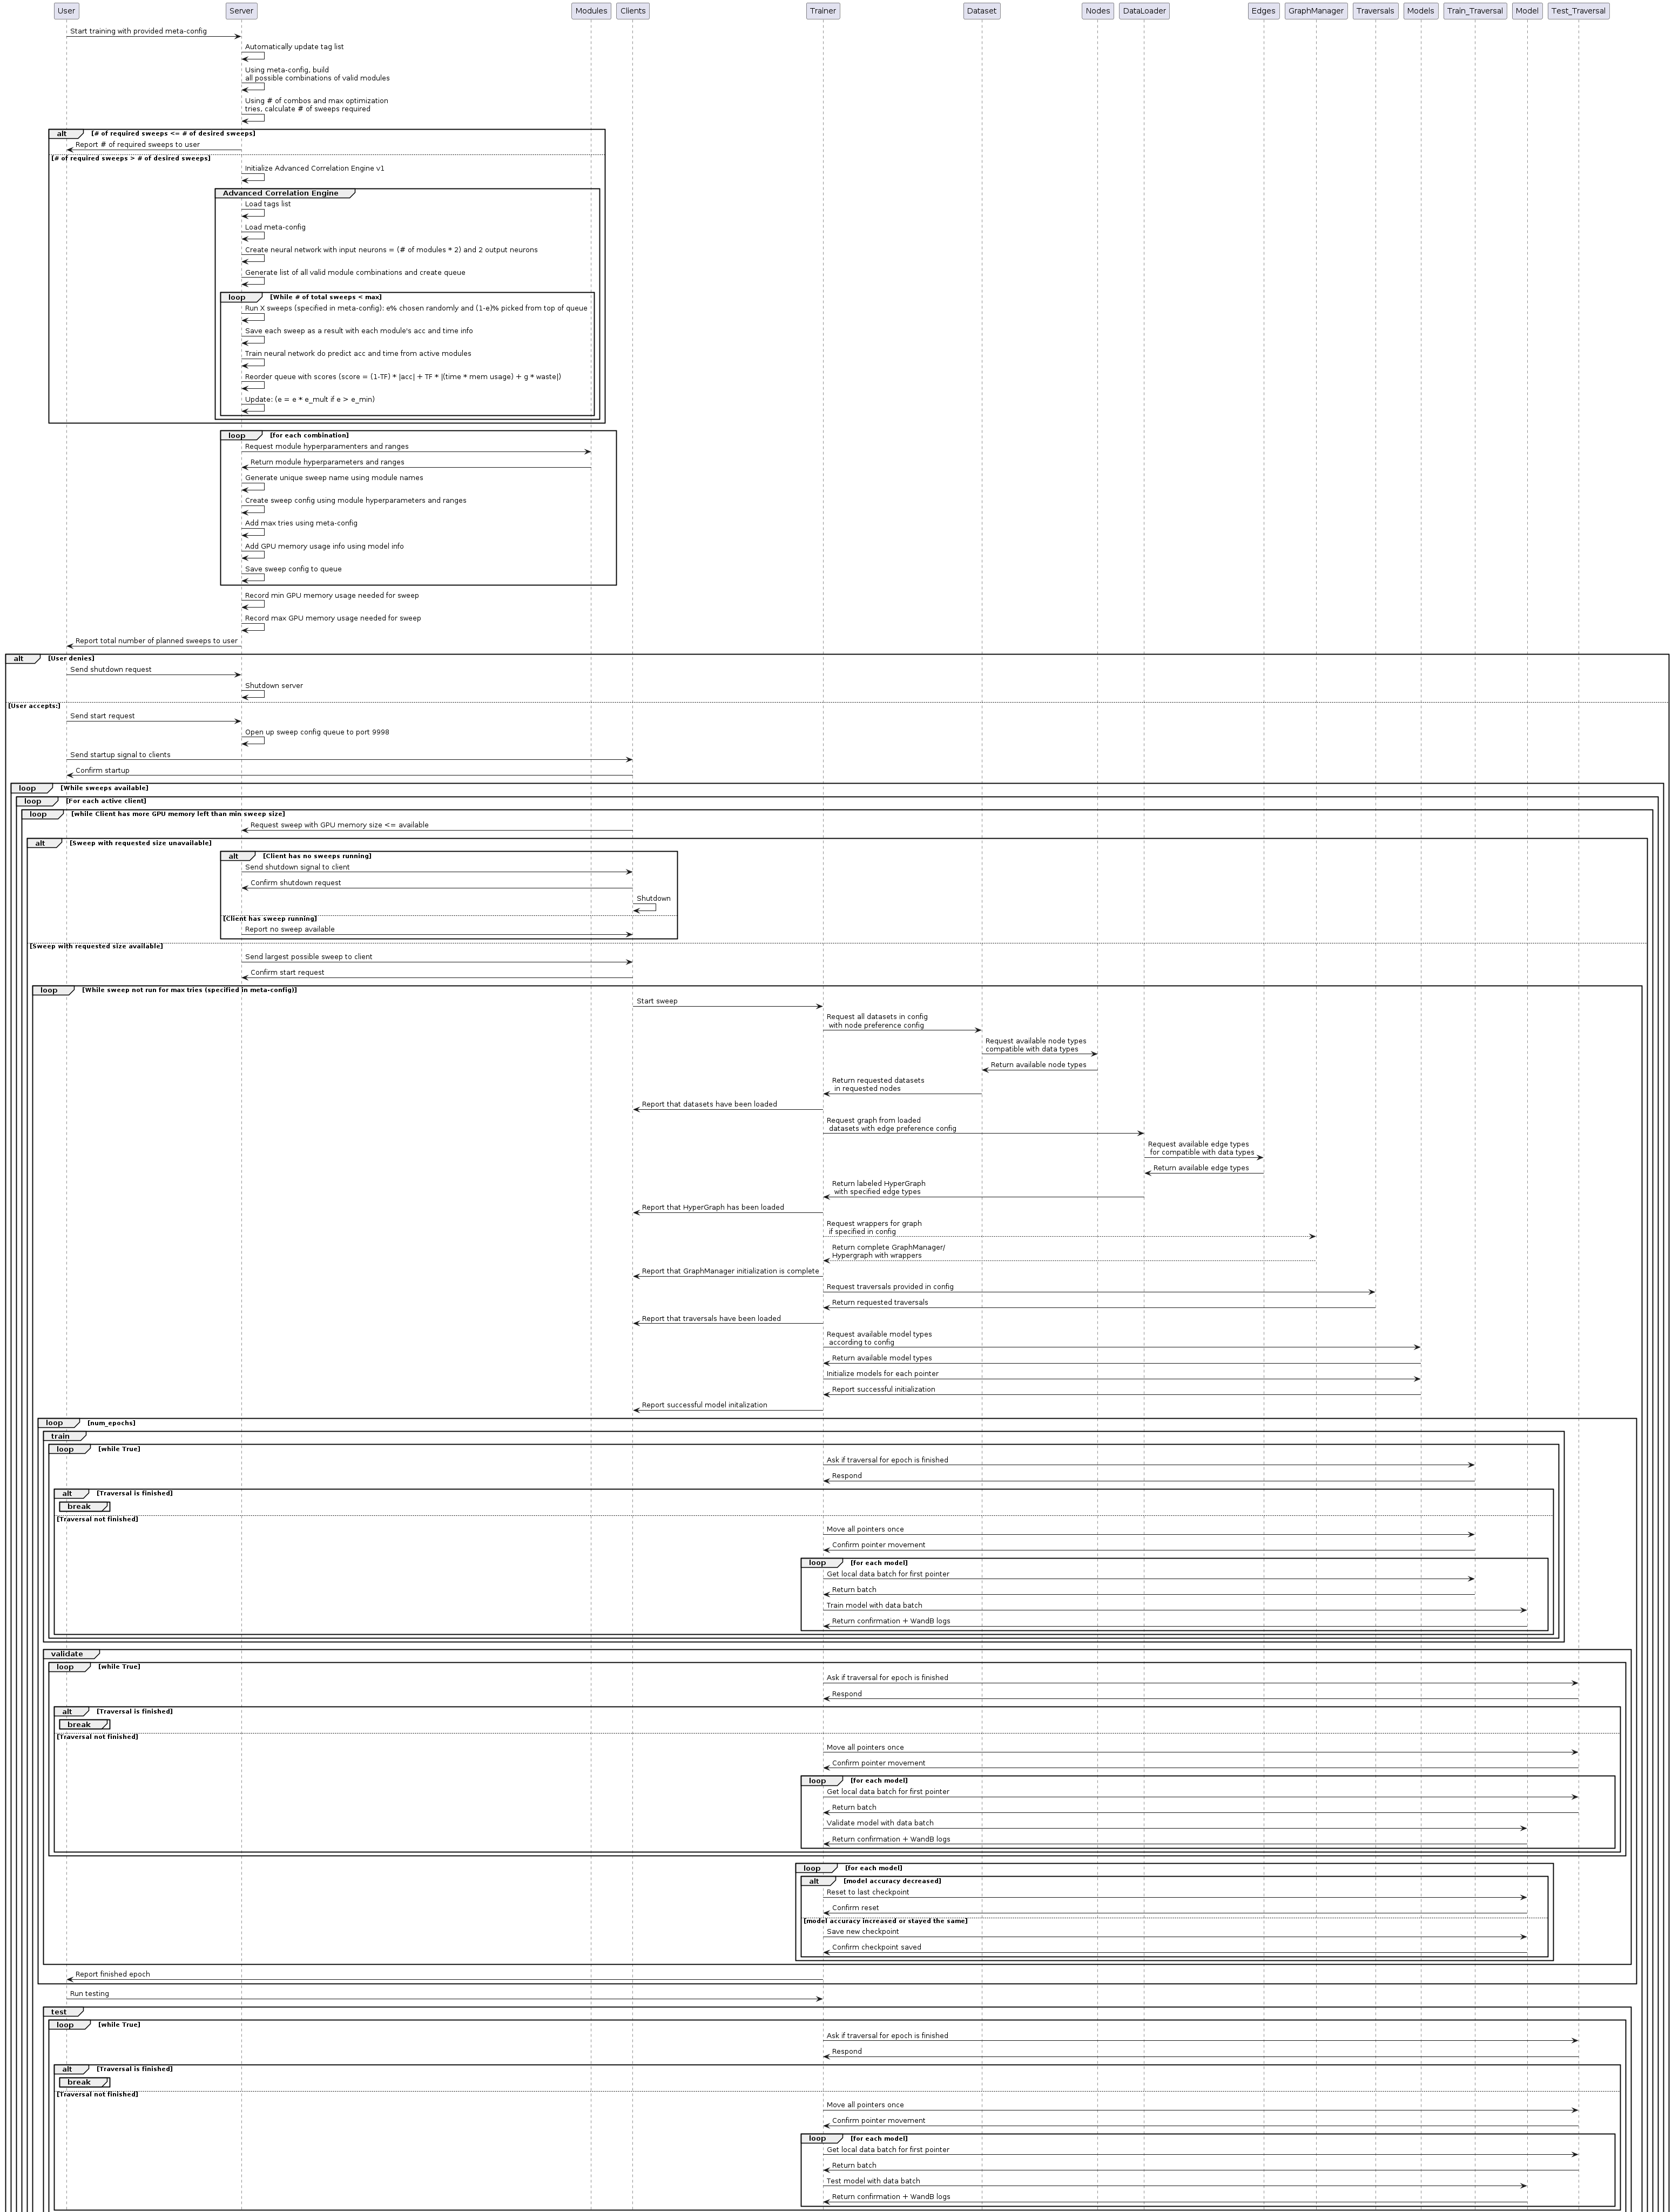 User Server Modules Clients Trainer Dataset Nodes DataLoader Edges GraphManager Traversals Models Train_Traversal Model Test_Traversal
Start training with provided meta-config
Automatically update tag list
Using meta-config, build
all possible combinations of valid modules
Using # of combos and max optimization
tries, calculate # of sweeps required
alt [# of required sweeps <= # of desired sweeps]
Report # of required sweeps to user
[# of required sweeps > # of desired sweeps]
Initialize Advanced Correlation Engine v1
Advanced Correlation Engine
Load tags list
Load meta-config
Create neural network with input neurons = (# of modules * 2) and 2 output neurons
Generate list of all valid module combinations and create queue
loop [While # of total sweeps < max]
Run X sweeps (specified in meta-config): e% chosen randomly and (1-e)% picked from top of queue
Save each sweep as a result with each module's acc and time info
Train neural network do predict acc and time from active modules
Reorder queue with scores (score = (1-TF) * |acc| + TF * |(time * mem usage) + g * waste|)
Update: (e = e * e_mult if e > e_min)
loop [for each combination]
Request module hyperparamenters and ranges
Return module hyperparameters and ranges
Generate unique sweep name using module names
Create sweep config using module hyperparameters and ranges
Add max tries using meta-config
Add GPU memory usage info using model info
Save sweep config to queue
Record min GPU memory usage needed for sweep
Record max GPU memory usage needed for sweep
Report total number of planned sweeps to user
alt [User denies]
Send shutdown request
Shutdown server
[User accepts:]
Send start request
Open up sweep config queue to port 9998
Send startup signal to clients
Confirm startup
loop [While sweeps available]
loop [For each active client]
loop [while Client has more GPU memory left than min sweep size]
Request sweep with GPU memory size <= available
alt [Sweep with requested size unavailable]
alt [Client has no sweeps running]
Send shutdown signal to client
Confirm shutdown request
Shutdown
[Client has sweep running]
Report no sweep available
[Sweep with requested size available]
Send largest possible sweep to client
Confirm start request
loop [While sweep not run for max tries (specified in meta-config)]
Start sweep
Request all datasets in config
with node preference config
Request available node types
compatible with data types
Return available node types
Return requested datasets
in requested nodes
Report that datasets have been loaded
Request graph from loaded
datasets with edge preference config
Request available edge types
for compatible with data types
Return available edge types
Return labeled HyperGraph
with specified edge types
Report that HyperGraph has been loaded
Request wrappers for graph
if specified in config
Return complete GraphManager/
Hypergraph with wrappers
Report that GraphManager initialization is complete
Request traversals provided in config
Return requested traversals
Report that traversals have been loaded
Request available model types
according to config
Return available model types
Initialize models for each pointer
Report successful initialization
Report successful model initalization
loop [num_epochs]
train
loop [while True]
Ask if traversal for epoch is finished
Respond
alt [Traversal is finished]
break
[Traversal not finished]
Move all pointers once
Confirm pointer movement
loop [for each model]
Get local data batch for first pointer
Return batch
Train model with data batch
Return confirmation + WandB logs
validate
loop [while True]
Ask if traversal for epoch is finished
Respond
alt [Traversal is finished]
break
[Traversal not finished]
Move all pointers once
Confirm pointer movement
loop [for each model]
Get local data batch for first pointer
Return batch
Validate model with data batch
Return confirmation + WandB logs
loop [for each model]
alt [model accuracy decreased]
Reset to last checkpoint
Confirm reset
[model accuracy increased or stayed the same]
Save new checkpoint
Confirm checkpoint saved
Report finished epoch
Run testing
test
loop [while True]
Ask if traversal for epoch is finished
Respond
alt [Traversal is finished]
break
[Traversal not finished]
Move all pointers once
Confirm pointer movement
loop [for each model]
Get local data batch for first pointer
Return batch
Test model with data batch
Return confirmation + WandB logs